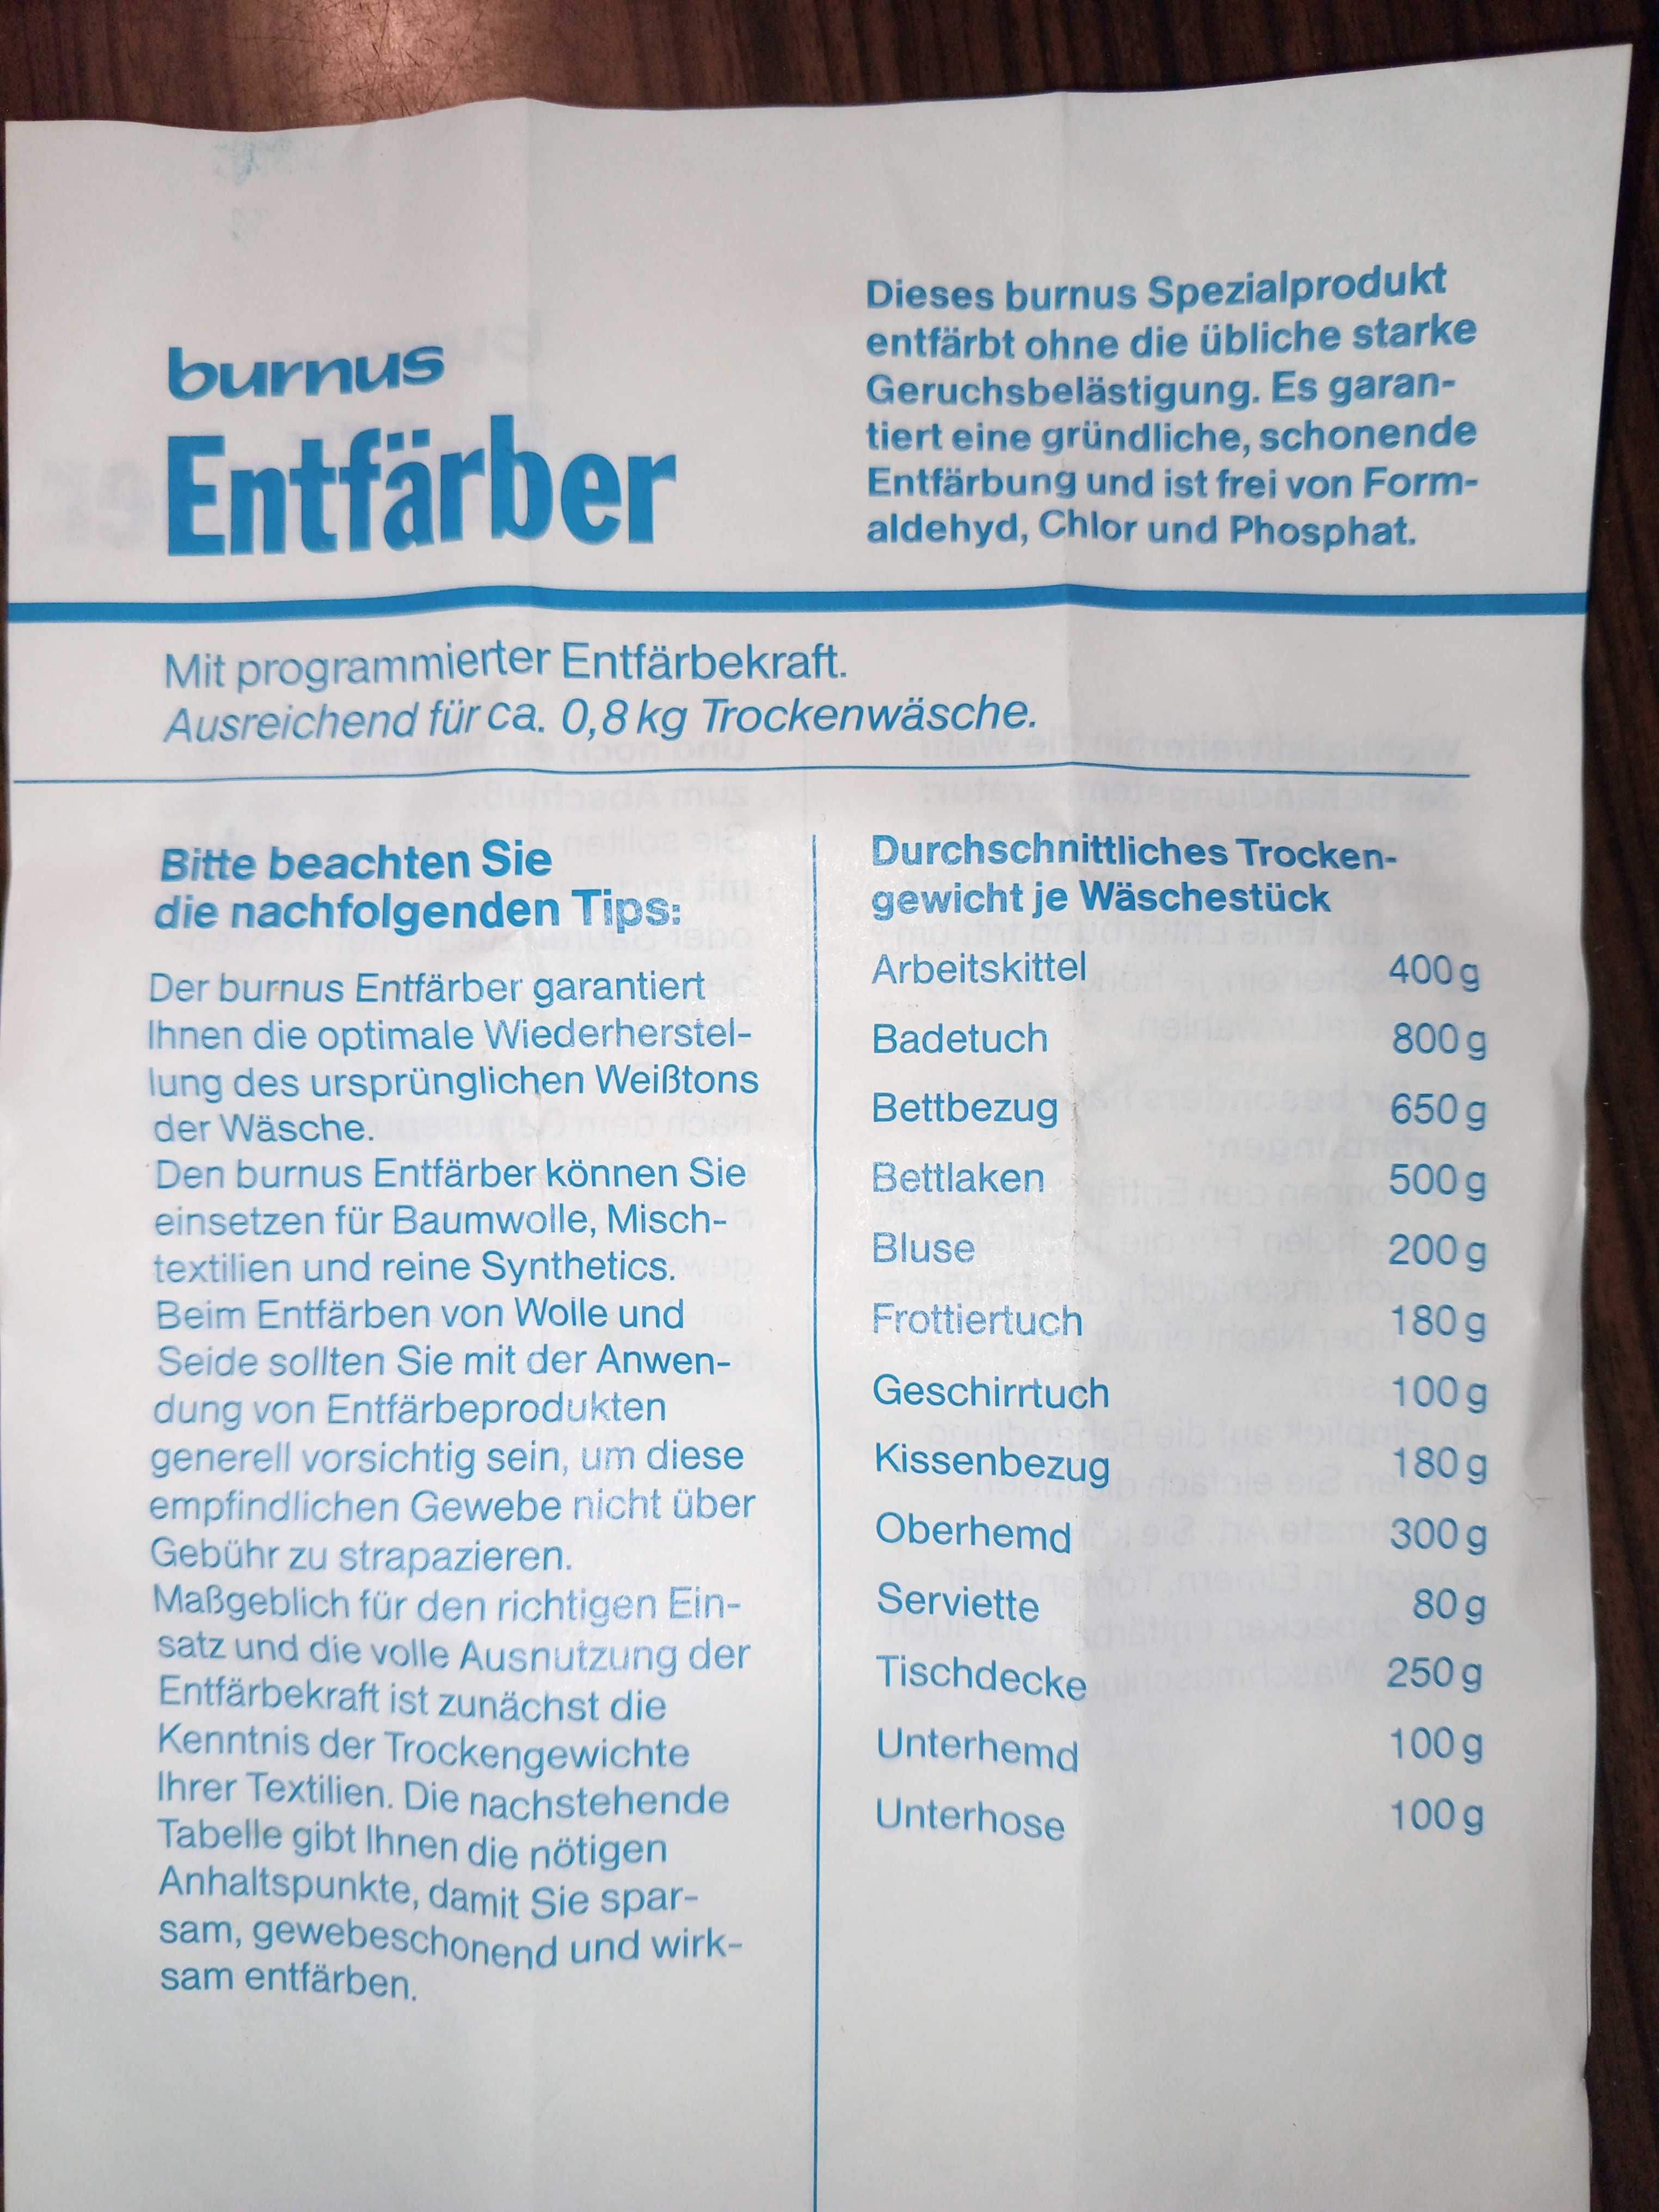 burnus
Entfärber
Dieses burnus Spezialprodukt
entfärbt ohne die übliche starke
Geruchsbelästigung. Es garan-
tiert eine gründliche, schonende
Entfärbung und ist frei von Form-
aldehyd, Chlor und Phosphat.
Mit programmierter Entfärbekraft.
Ausreichend für ca. 0,8 kg Trockenwäsche.
Bitte beachten Sie
die nachfolgenden Tips:
Der burnus Entfärber garantiert
Ihnen die optimale Wiederherstel-
lung des ursprünglichen Weißtons
der Wäsche.
Den burnus Entfärber können Sie
einsetzen für Baumwolle, Misch-
textilien und reine Synthetics.
Beim Entfärben von Wolle und
Seide sollten Sie mit der Anwen-
dung von Entfärbeprodukten
generell vorsichtig sein, um diese
empfindlichen Gewebe nicht über
Gebühr zu strapazieren.
Maßgeblich für den richtigen Ein-
satz und die volle Ausnutzung der
Entfärbekraft ist zunächst die
Kenntnis der Trockengewichte
Ihrer Textilien. Die nachstehende
Tabelle gibt Ihnen die nötigen
Anhaltspunkte, damit Sie spar-
sam, gewebeschonend und wirk-
sam entfärben.
Durchschnittliches Trocken-
gewicht je Wäschestück
Arbeitskittel 400 g
Badetuch 800 g
Bettbezug 650 g
Bettlaken 500 g
Bluse 200 g
Frottiertuch 180 g
Geschirrtuch 100 g
Kissenbezug 180 g
Oberhemd 300 g
Serviette 80 g
Tischdecke 250 g
Unterhemd 100 g
Unterhose 100 g